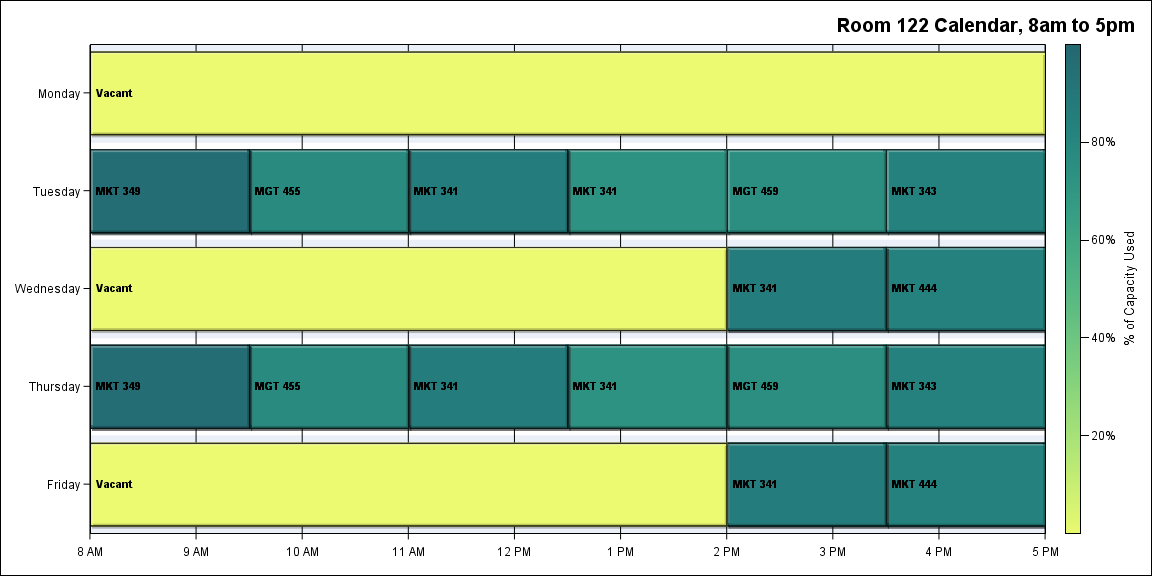 Room 122 Calendar, 8am to 5pm
Monday
Vacant
Tuesday
MKT 349
MGT 455
MKT 341
MKT 341
MGT 459
MKT 343
Wednesday
Vacant
MKT 341
MKT 444
Thursday
MKT 349
MGT 455
MKT 341
MKT 341
MGT 459
MKT 343
Friday
Vacant
MKT 341
MKT 444
8 AM
9 AM
10 AM
11 AM
12 PM
1 PM
2 PM
3 PM
4 PM
5 PM
80%
60%
40%
20%
% of Capacity Used